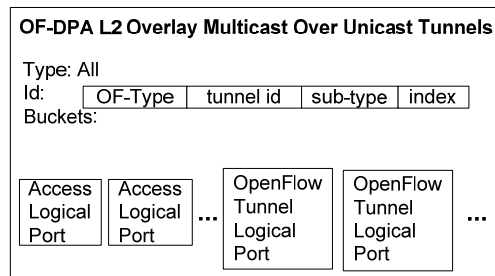 OF-DPA L2 Overlay Multicast Over Unicast Tunnels
Type: All
Id: OF-Type tunnel id sub-type index
Buckets:
Access Logical Port
Access Logical Port
...
OpenFlow Tunnel Logical Port
OpenFlow Tunnel Logical Port
...